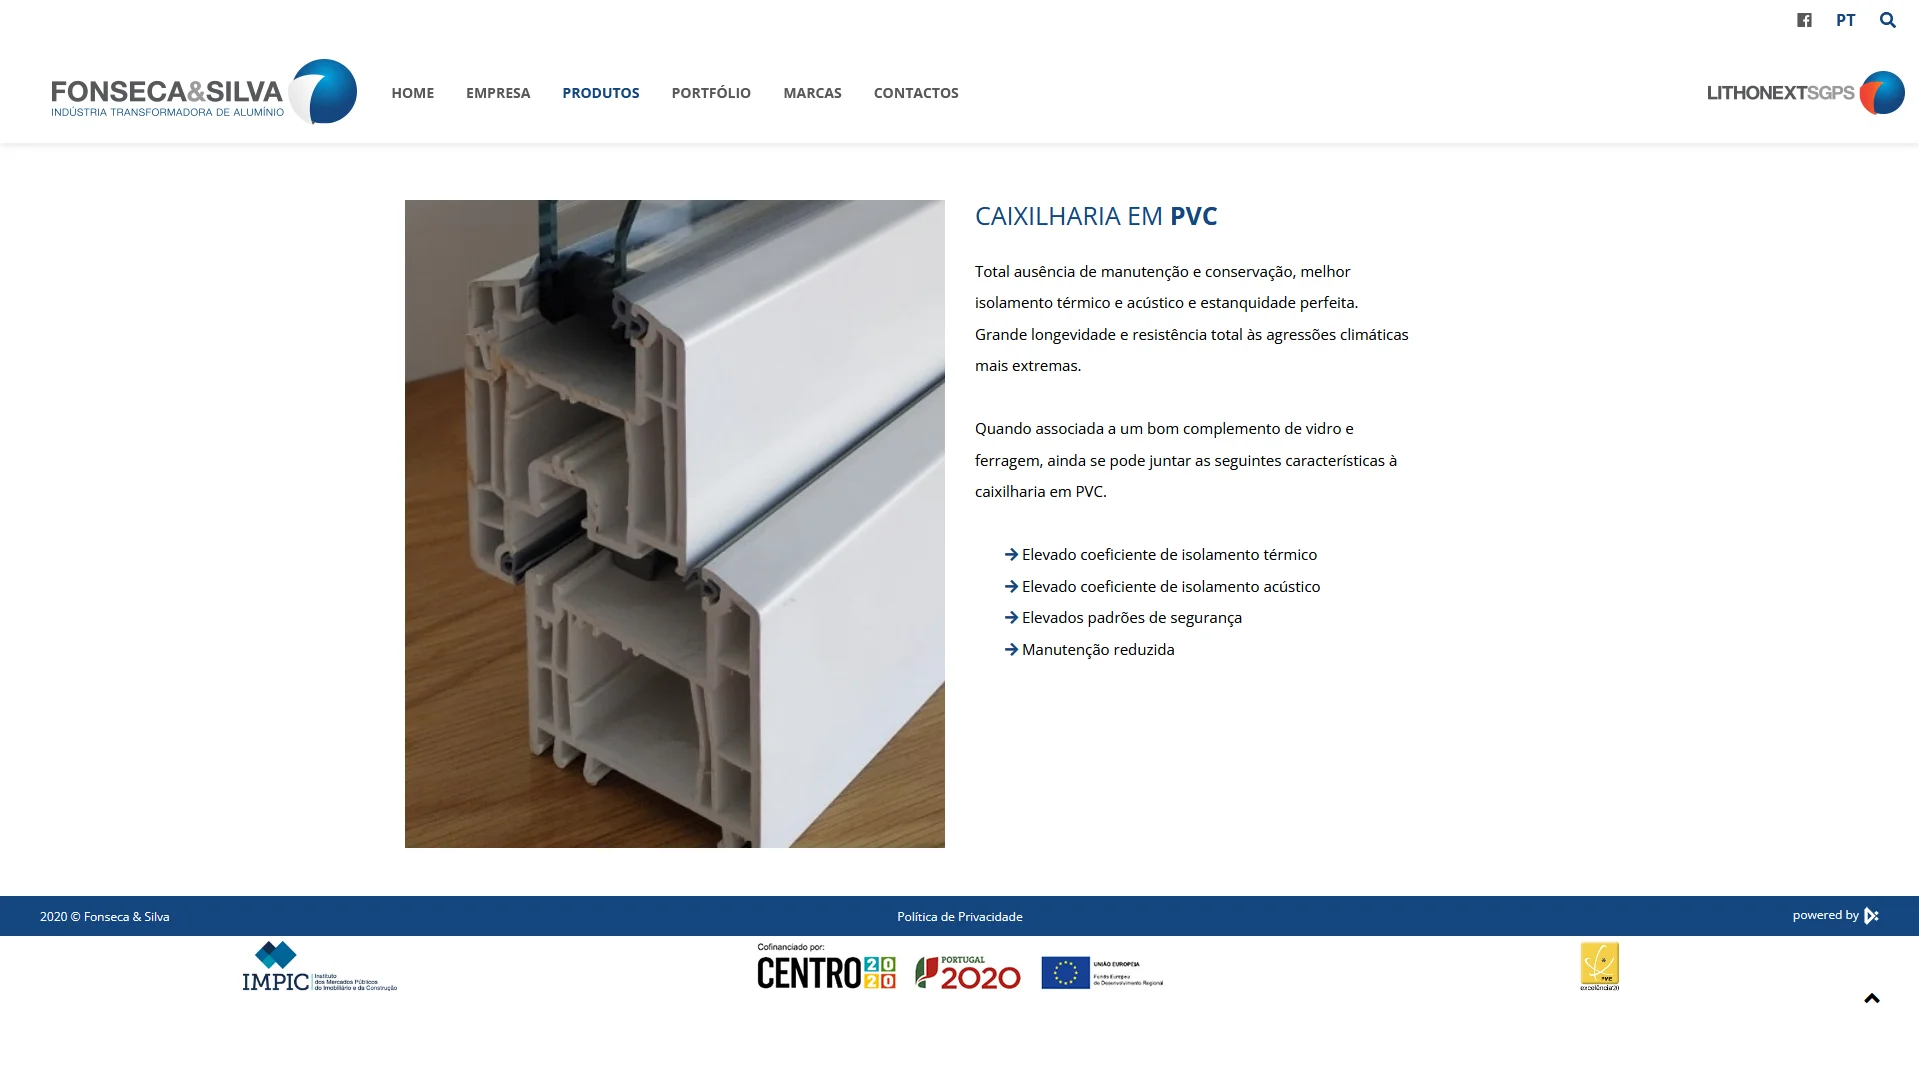 PT
FONSECA&SILVA
INDÚSTRIA TRANSFORMADORA DE ALUMÍNIO
HOME EMPRESA PRODUTOS PORTFÓLIO MARCAS CONTACTOS
LITHONEXTSGPS
CAIXILHARIA EM PVC
Total ausência de manutenção e conservação, melhor
isolamento térmico e acústico e estanquidade perfeita.
Grande longevidade e resistência total às agressões climáticas
mais extremas.
Quando associada a um bom complemento de vidro e
ferragem, ainda se pode juntar as seguintes características à
caixilharia em PVC.
Elevado coeficiente de isolamento térmico
Elevado coeficiente de isolamento acústico
Elevados padrões de segurança
Manutenção reduzida
2020 © Fonseca & Silva
Política de Privacidade
powered by
IMPIC
Instituto
dos Mercados Públicos
do Imobiliário e da Construção
Cofinanciado por:
CENTRO 2020
PORTUGAL
2020
UNIÃO EUROPEIA
Fundo Europeu
de Desenvolvimento Regional
PME
excelência'20